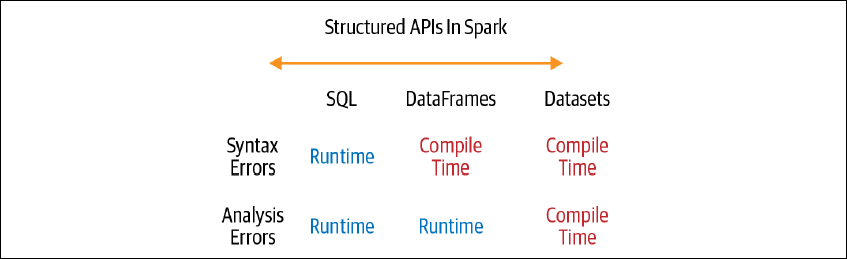 Structured APIs In Spark
SQL DataFrames Datasets
Syntax Errors Runtime Compile Time Compile Time
Analysis Errors Runtime Runtime Compile Time